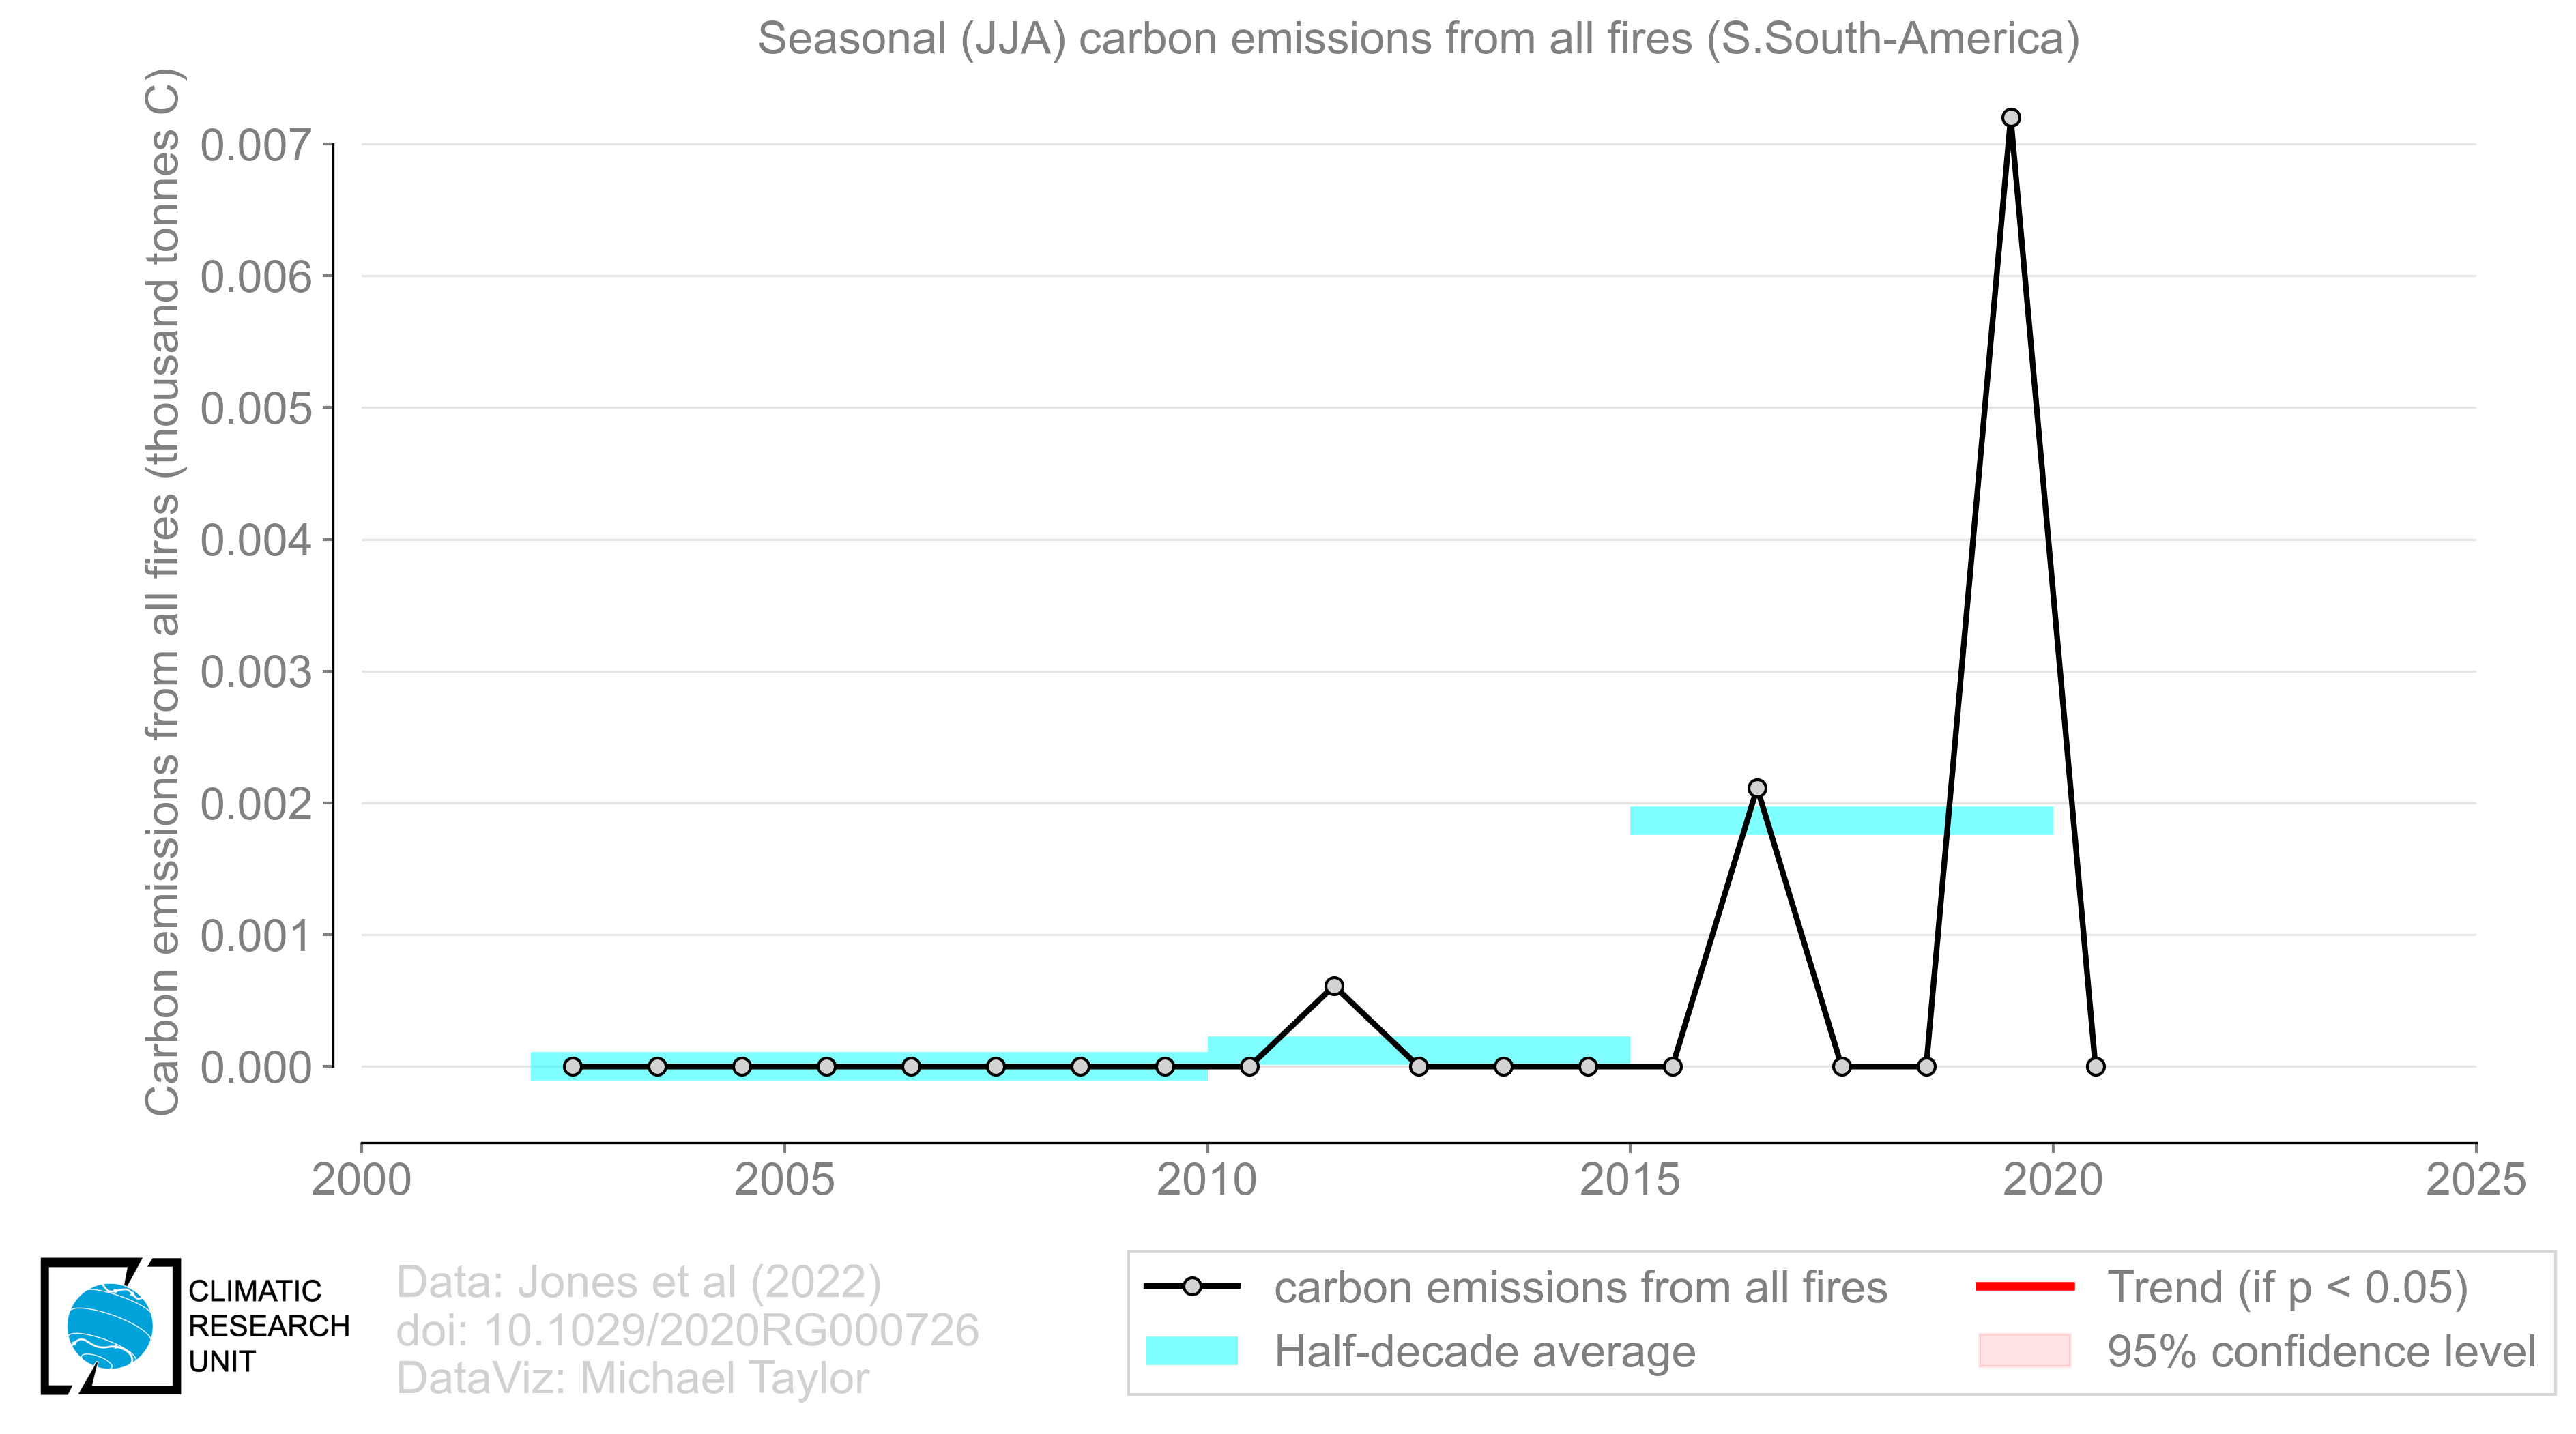 Seasonal (JJA) carbon emissions from all fires (S.South-America)
Carbon emissions from all fires (thousand tonnes C)
0.007
0.006
0.005
0.004
0.003
0.002
0.001
0.000
2000 2005 2010 2015 2020 2025
CLIMATIC
RESEARCH
UNIT
Data: Jones et al (2022)
doi: 10.1029/2020RG000726
DataViz: Michael Taylor
carbon emissions from all fires
Half-decade average
Trend (if p < 0.05)
95% confidence level